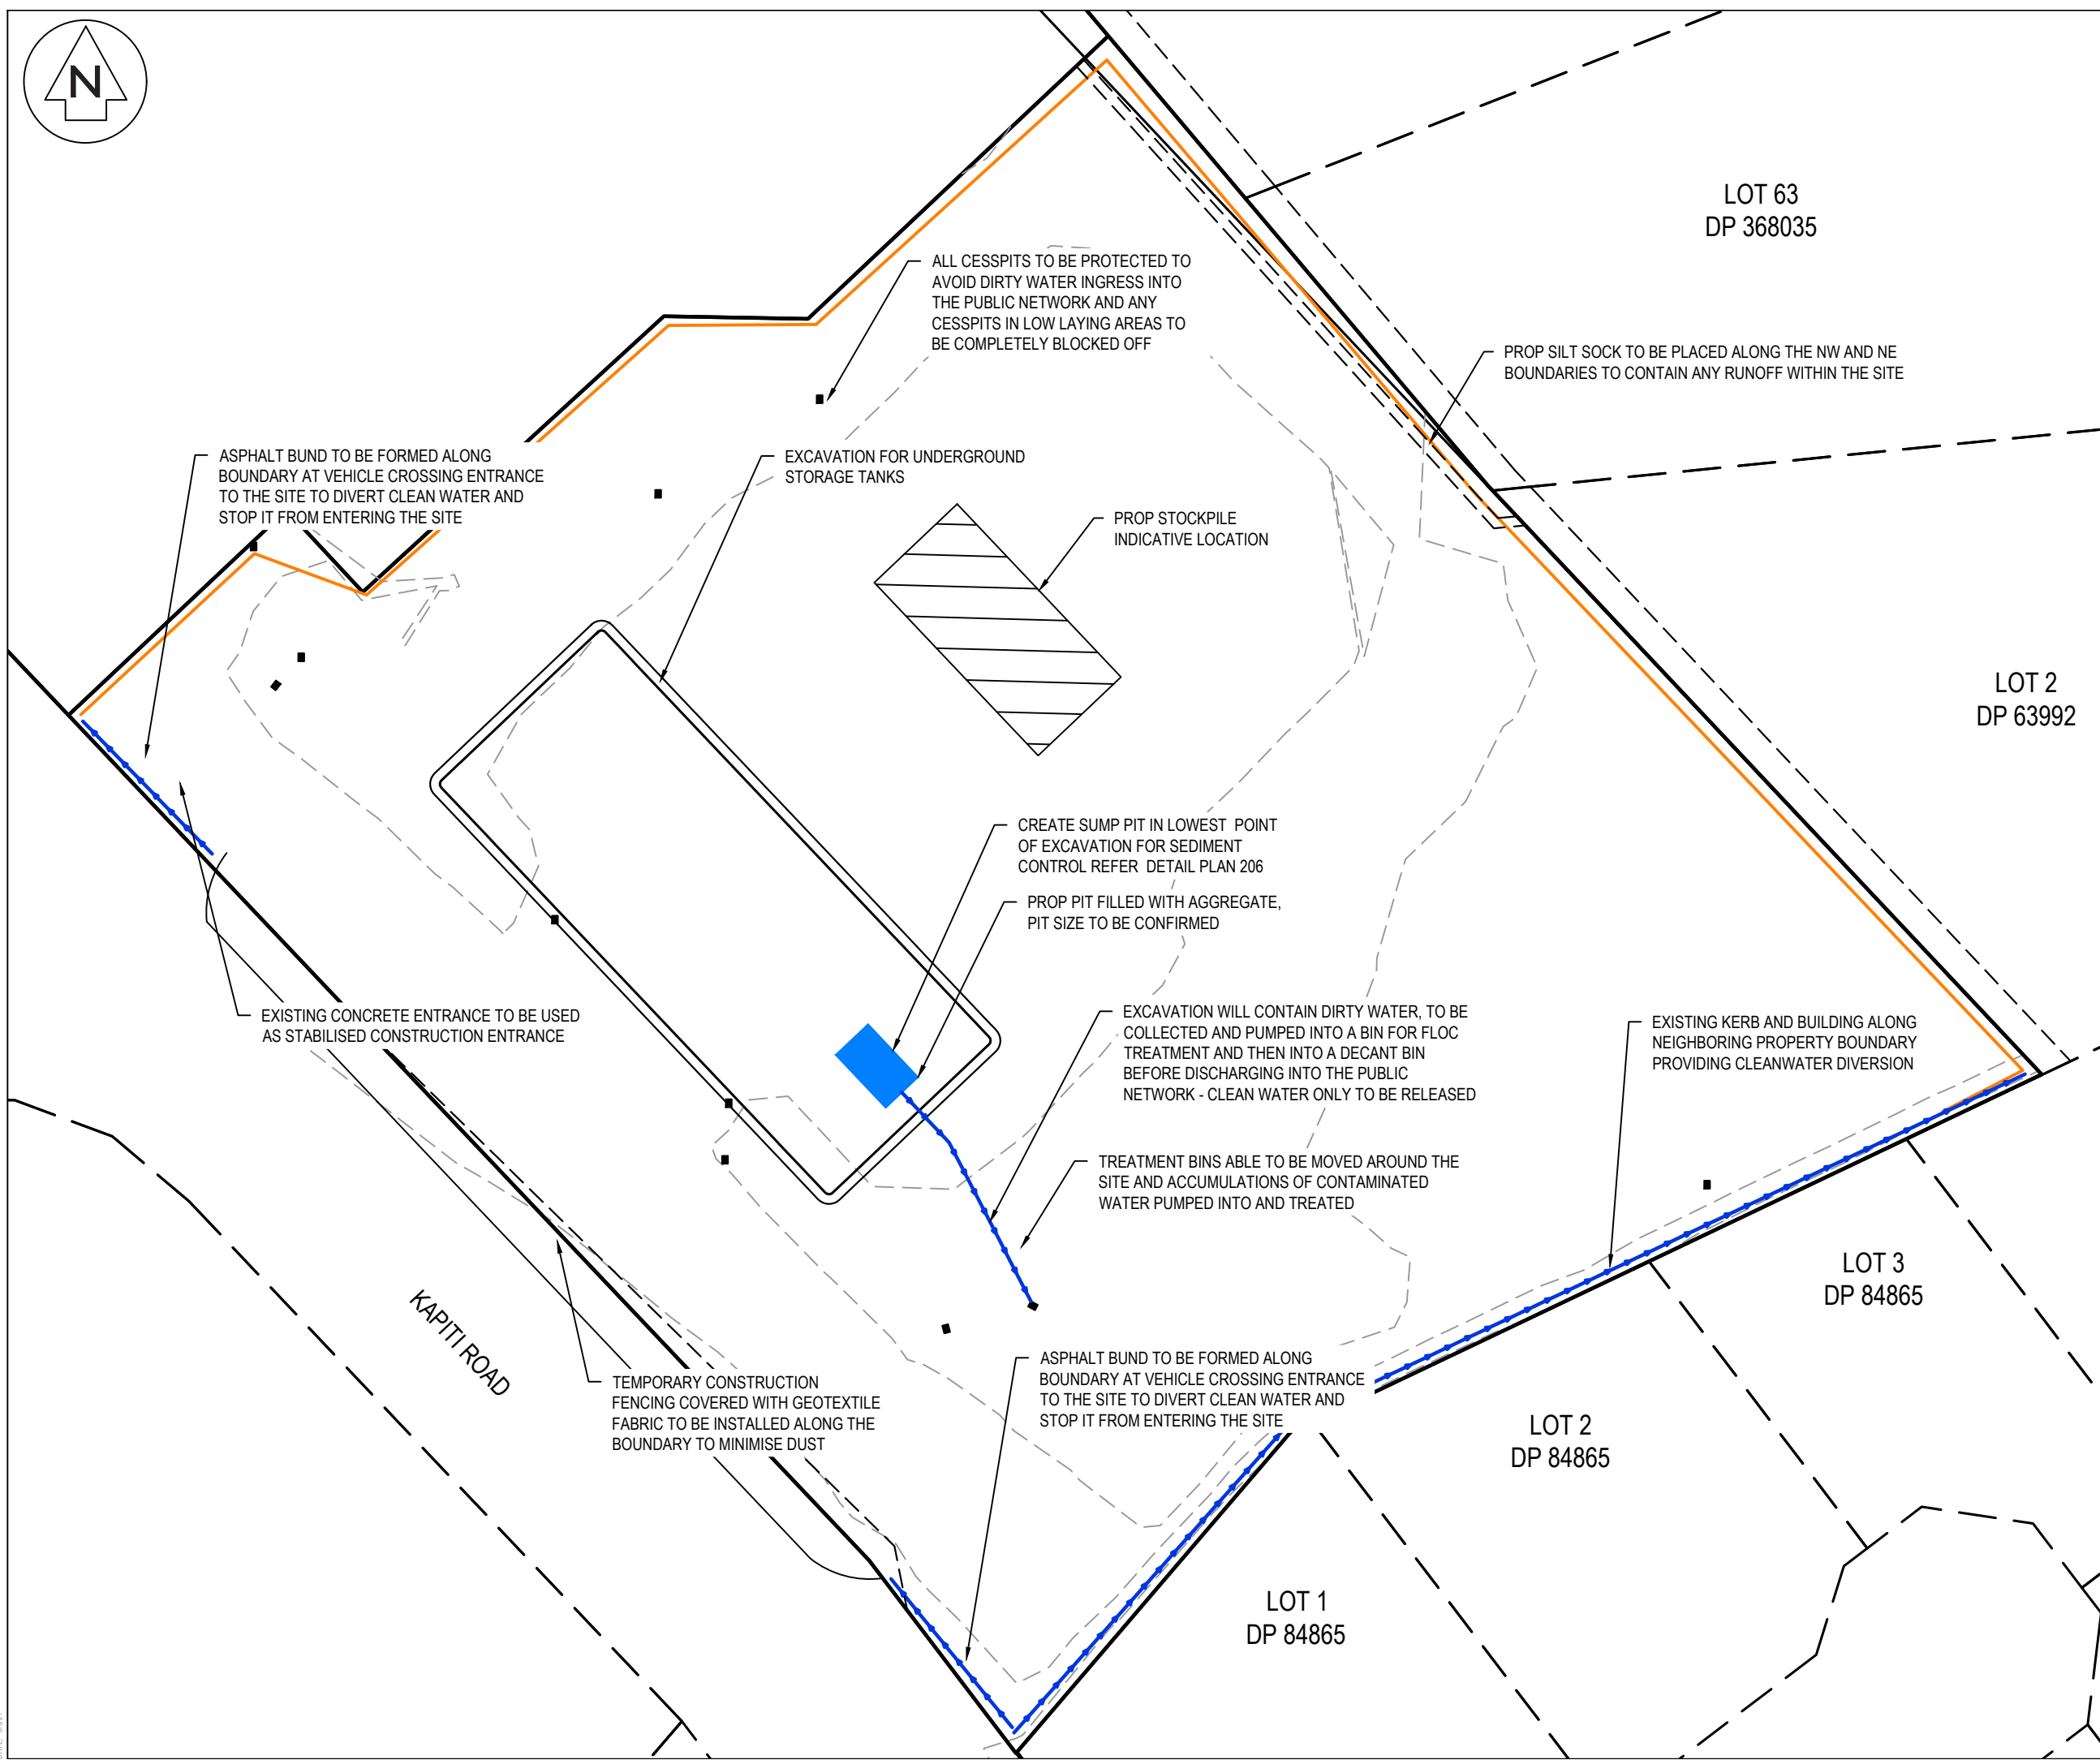 N
LOT 63
DP 368035
ALL CESSPITS TO BE PROTECTED TO
AVOID DIRTY WATER INGRESS INTO
THE PUBLIC NETWORK AND ANY
CESSPITS IN LOW LAYING AREAS TO
BE COMPLETELY BLOCKED OFF
PROP SILT SOCK TO BE PLACED ALONG THE NW AND NE
BOUNDARIES TO CONTAIN ANY RUNOFF WITHIN THE SITE
ASPHALT BUND TO BE FORMED ALONG
BOUNDARY AT VEHICLE CROSSING ENTRANCE
TO THE SITE TO DIVERT CLEAN WATER AND
STOP IT FROM ENTERING THE SITE
EXCAVATION FOR UNDERGROUND
STORAGE TANKS
PROP STOCKPILE
INDICATIVE LOCATION
LOT 2
DP 63992
CREATE SUMP PIT IN LOWEST POINT
OF EXCAVATION FOR SEDIMENT
CONTROL REFER DETAIL PLAN 206
PROP PIT FILLED WITH AGGREGATE,
PIT SIZE TO BE CONFIRMED
EXISTING CONCRETE ENTRANCE TO BE USED
AS STABILISED CONSTRUCTION ENTRANCE
EXCAVATION WILL CONTAIN DIRTY WATER, TO BE
COLLECTED AND PUMPED INTO A BIN FOR FLOC
TREATMENT AND THEN INTO A DECANT BIN
BEFORE DISCHARGING INTO THE PUBLIC
NETWORK - CLEAN WATER ONLY TO BE RELEASED
EXISTING KERB AND BUILDING ALONG
NEIGHBORING PROPERTY BOUNDARY
PROVIDING CLEANWATER DIVERSION
TREATMENT BINS ABLE TO BE MOVED AROUND THE
SITE AND ACCUMULATIONS OF CONTAMINATED
WATER PUMPED INTO AND TREATED
LOT 3
DP 84865
KAPITI ROAD
TEMPORARY CONSTRUCTION
FENCING COVERED WITH GEOTEXTILE
FABRIC TO BE INSTALLED ALONG THE
BOUNDARY TO MINIMISE DUST
ASPHALT BUND TO BE FORMED ALONG
BOUNDARY AT VEHICLE CROSSING ENTRANCE
TO THE SITE TO DIVERT CLEAN WATER AND
STOP IT FROM ENTERING THE SITE
LOT 2
DP 84865
LOT 1
DP 84865